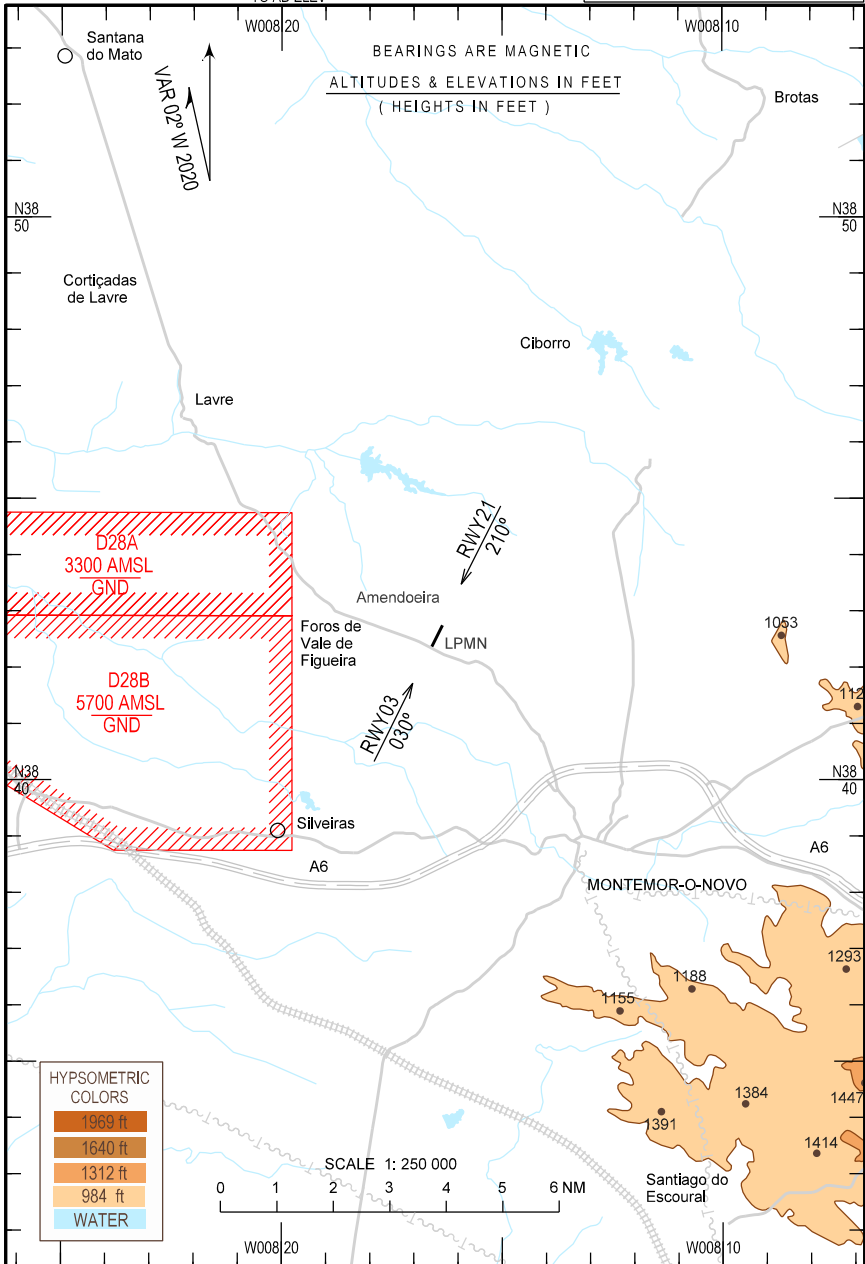 W008 20
W008 10
Santana
do Mato
BEARINGS ARE MAGNETIC
ALTITUDES & ELEVATIONS IN FEET
( HEIGHTS IN FEET )
VAR 02º W 2020
Brotas
N38
50
N38
50
Cortiçadas
de Lavre
Ciborro
Lavre
RWY21
210º
D28A
3300 AMSL
GND
Amendoeira
1053
Foros de
Vale de
Figueira
LPMN
D28B
5700 AMSL
GND
112
RWY03
030º
N38
40
N38
40
Silveiras
A6
A6
MONTEMOR-O-NOVO
1293
1188
1155
HYPSOMETRIC
COLORS
1969 ft
1640 ft
1312 ft
984 ft
WATER
1384
1447
1391
1414
SCALE 1: 250 000
0 1 2 3 4 5 6 NM
Santiago do
Escoural
W008 20
W008 10